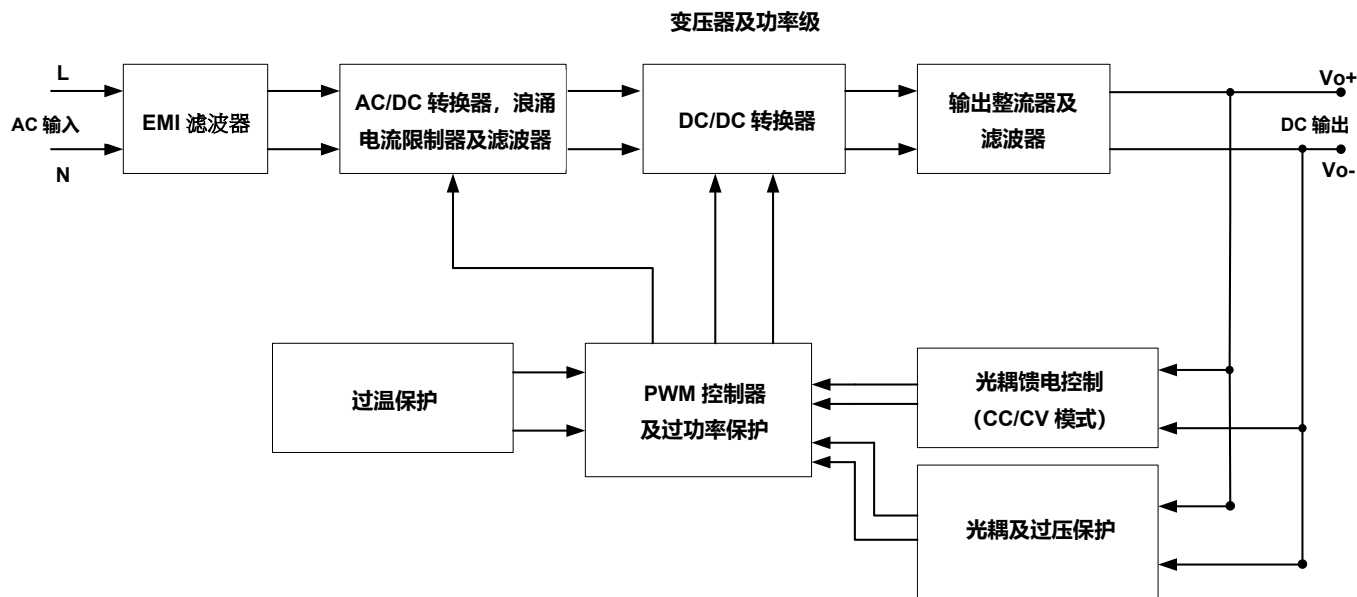 变压器及功率级
L
AC 输入
N
EMI 滤波器
AC/DC 转换器，浪涌
电流限制器及滤波器
DC/DC 转换器
输出整流器及
滤波器
Vo+
DC 输出
Vo-
过温保护
PWM 控制器
及过功率保护
光耦馈电控制
（CC/CV 模式）
光耦及过压保护